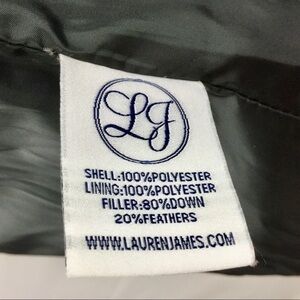 LJ
SHELL:100%POLYESTER
LINING:100%POLYESTER
FILLER:80%DOWN
20%FEATHERS
WWW.LAURENJAMES.COM